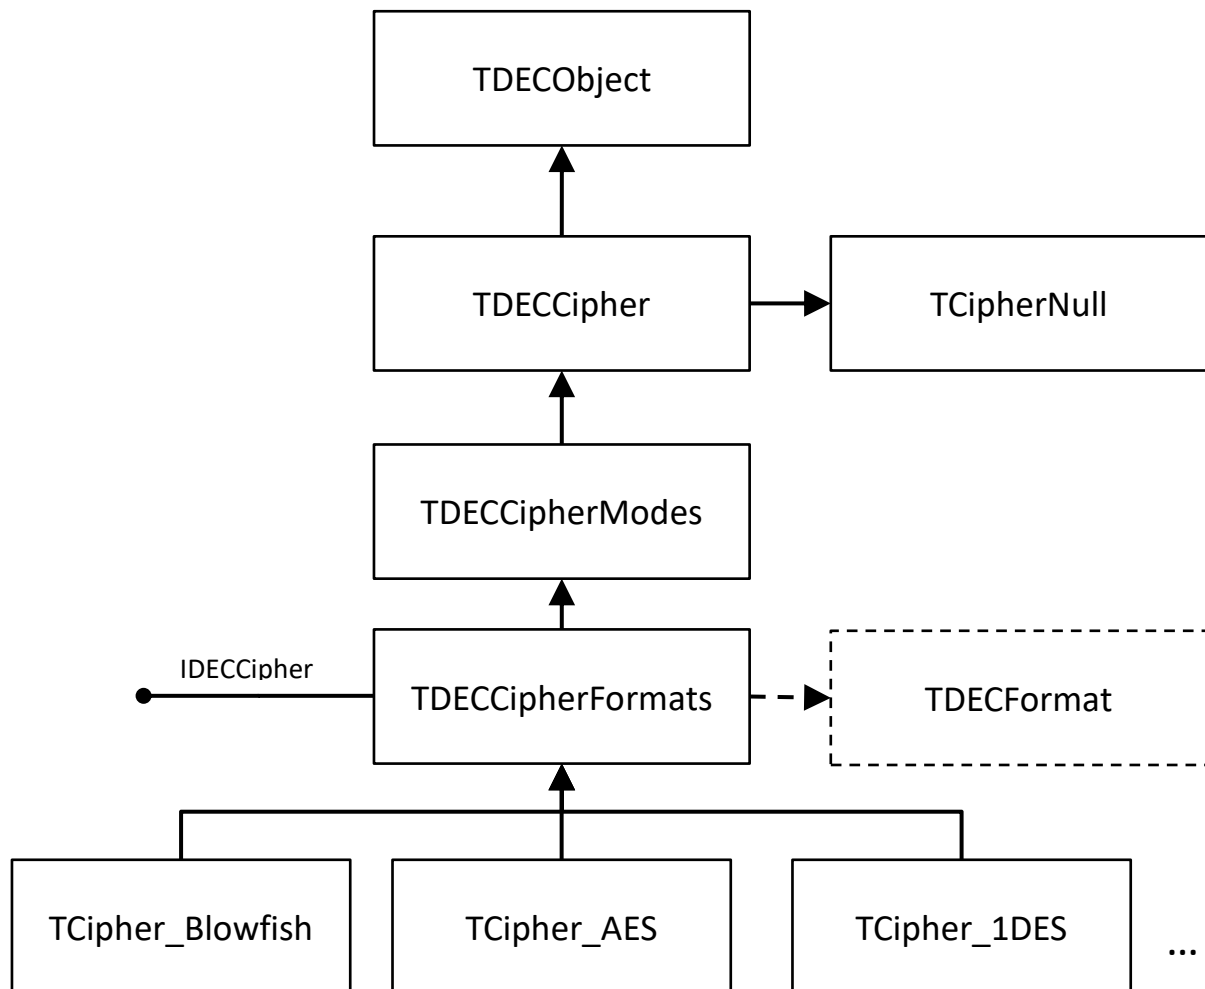 TDECObject
TDECCipher
TCipherNull
TDECCipherModes
IDECCipher
TDECCipherFormats
TDECFormat
TCipher_Blowfish
TCipher_AES
TCipher_1DES
...